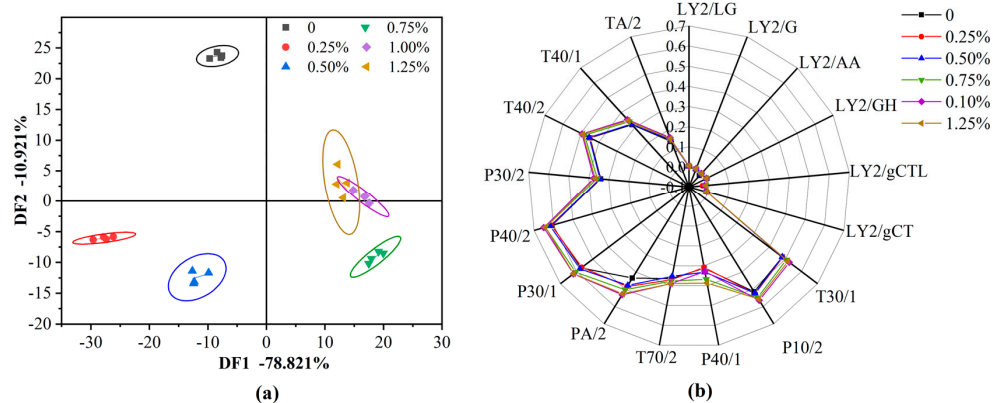 0
0.25%
0.50%
0.75%
1.00%
1.25%
25
20
15
10
5
0
-5
-10
-15
-20
DF2 -10.921%
-30
-20
-10
0
10
20
30
DF1 -78.821%
(a)
LY2/LG
LY2/G
LY2/AA
LY2/GH
LY2/gCTL
LY2/gCT
T30/1
P10/2
P40/1
T70/2
PA/2
P30/1
P40/2
P30/2
T40/2
T40/1
TA/2
0.7
0.6
0.5
0.4
0.3
0.2
0.1
0
0.25%
0.50%
0.75%
0.10%
1.25%
(b)